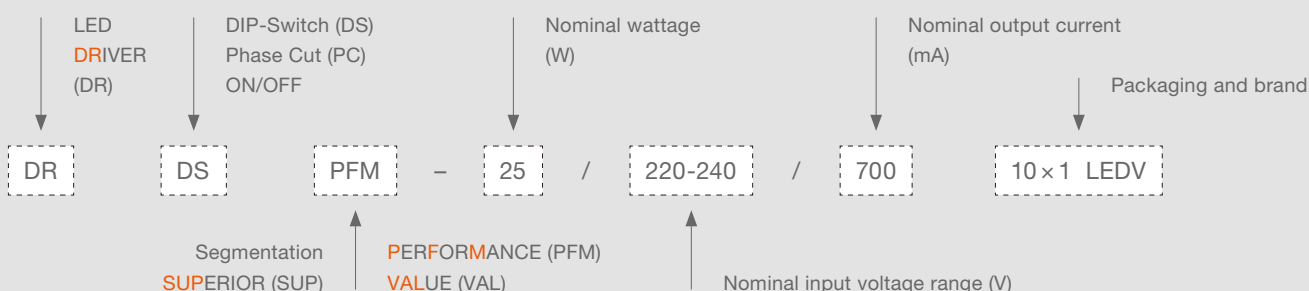 LED
DRIVER
(DR)
DIP-Switch (DS)
Phase Cut (PC)
ON/OFF
Nominal wattage
(W)
Nominal output current
(mA)
Packaging and brand
DR DS PFM – 25 / 220-240 / 700 10×1 LEDV
Segmentation
SUPERIOR (SUP)
PERFORMANCE (PFM)
VALUE (VAL)
Nominal input voltage range (V)